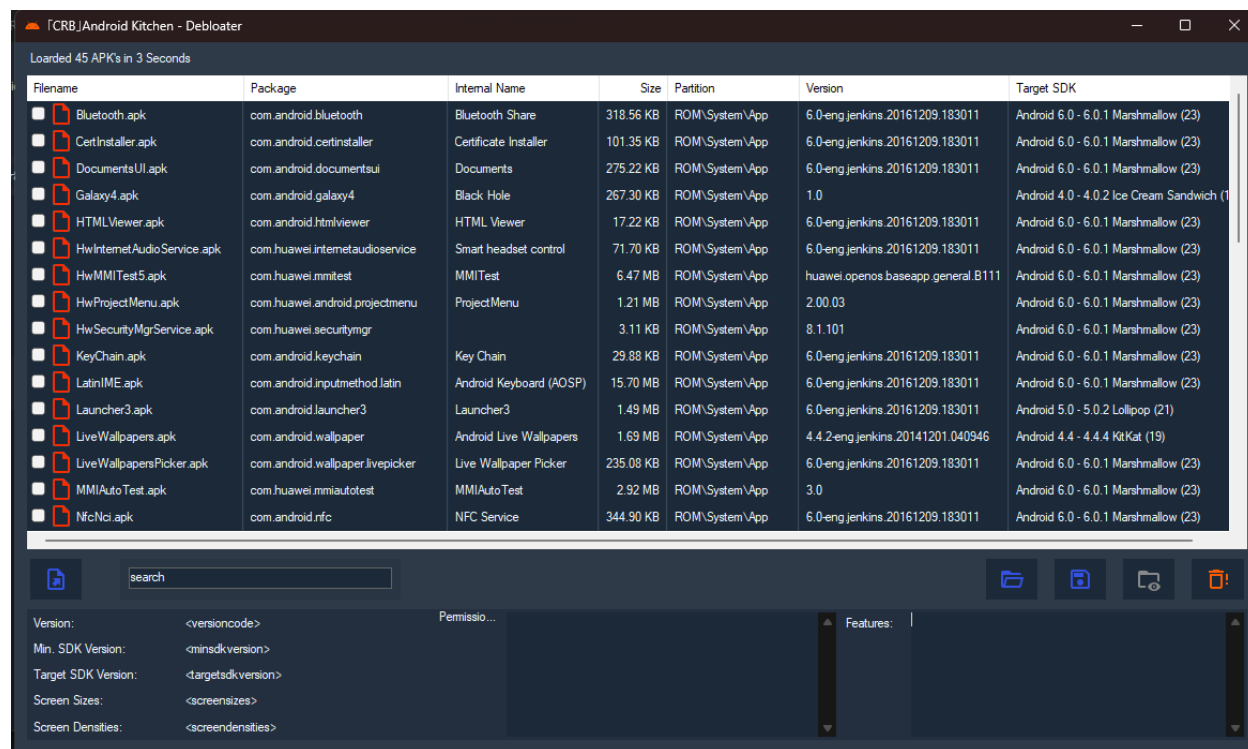 「CRB」Android Kitchen - Debloater
Loarded 45 APK's in 3 Seconds
Filename Package Internal Name Size Partition Version Target SDK
Bluetooth.apk com.android.bluetooth Bluetooth Share 318.56 KB ROM\System\App 6.0-eng.jenkins.20161209.183011 Android 6.0 - 6.0.1 Marshmallow (23)
CertInstaller.apk com.android.certinstaller Certificate Installer 101.35 KB ROM\System\App 6.0-eng.jenkins.20161209.183011 Android 6.0 - 6.0.1 Marshmallow (23)
DocumentsUI.apk com.android.documentsui Documents 275.22 KB ROM\System\App 6.0-eng.jenkins.20161209.183011 Android 6.0 - 6.0.1 Marshmallow (23)
Galaxy4.apk com.android.galaxy4 Black Hole 267.30 KB ROM\System\App 1.0 Android 4.0 - 4.0.2 Ice Cream Sandwich (1
HTMLViewer.apk com.android.htmlviewer HTML Viewer 17.22 KB ROM\System\App 6.0-eng.jenkins.20161209.183011 Android 6.0 - 6.0.1 Marshmallow (23)
HwInternetAudioService.apk com.huawei.internetaudioservice Smart headset control 71.70 KB ROM\System\App 6.0-eng.jenkins.20161209.183011 Android 6.0 - 6.0.1 Marshmallow (23)
HwMMITest5.apk com.huawei.mmitest MMITest 6.47 MB ROM\System\App huawei.openos.baseapp.general.B111 Android 6.0 - 6.0.1 Marshmallow (23)
HwProjectMenu.apk com.huawei.android.projectmenu ProjectMenu 1.21 MB ROM\System\App 2.00.03 Android 6.0 - 6.0.1 Marshmallow (23)
HwSecurityMgrService.apk com.huawei.securitymgr 3.11 KB ROM\System\App 8.1.101 Android 6.0 - 6.0.1 Marshmallow (23)
KeyChain.apk com.android.keychain Key Chain 29.88 KB ROM\System\App 6.0-eng.jenkins.20161209.183011 Android 6.0 - 6.0.1 Marshmallow (23)
LatinIME.apk com.android.inputmethod.latin Android Keyboard (AOSP) 15.70 MB ROM\System\App 6.0-eng.jenkins.20161209.183011 Android 6.0 - 6.0.1 Marshmallow (23)
Launcher3.apk com.android.launcher3 Launcher3 1.49 MB ROM\System\App 6.0-eng.jenkins.20161209.183011 Android 5.0 - 5.0.2 Lollipop (21)
LiveWallpapers.apk com.android.wallpaper Android Live Wallpapers 1.69 MB ROM\System\App 4.4.2-eng.jenkins.20141201.040946 Android 4.4 - 4.4.4 KitKat (19)
LiveWallpapersPicker.apk com.android.wallpaper.livepicker Live Wallpaper Picker 235.08 KB ROM\System\App 6.0-eng.jenkins.20161209.183011 Android 6.0 - 6.0.1 Marshmallow (23)
MMIAutoTest.apk com.huawei.mmiautotest MMIAutoTest 2.92 MB ROM\System\App 3.0 Android 6.0 - 6.0.1 Marshmallow (23)
NfcNci.apk com.android.nfc NFC Service 344.90 KB ROM\System\App 6.0-eng.jenkins.20161209.183011 Android 6.0 - 6.0.1 Marshmallow (23)
search
Version: <versioncode> Permissio... Features:
Min. SDK Version: <minsdkversion>
Target SDK Version: <targetsdkversion>
Screen Sizes: <screensizes>
Screen Densities: <screendensities>